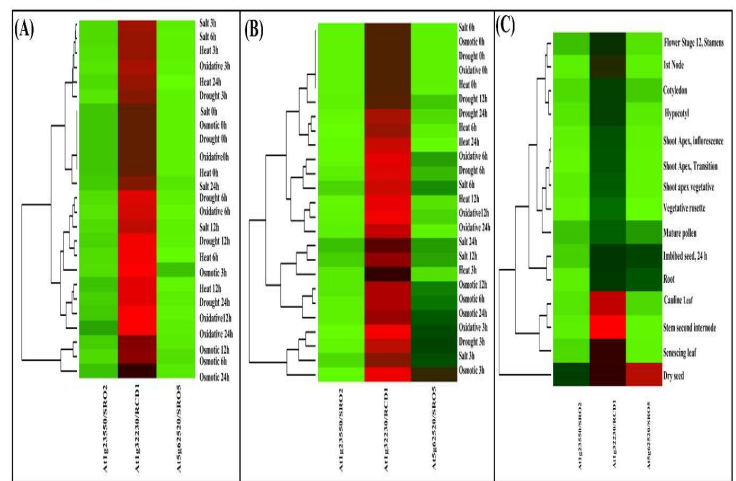 (A)
Salt 3h
Salt 6h
Heat 3h
Oxidative 3h
Heat 24h
Drought 3h
Salt 0h
Osmotic 0h
Drought 0h
Oxidative0h
Heat 0h
Salt 24h
Drought 6h
Oxidative 6h
Salt 12h
Drought 12h
Heat 6h
Osmotic 3h
Heat 12h
Drought 24h
Oxidative12h
Oxidative 24h
Osmotic 12h
Osmotic 6h
Osmotic 24h
At1g23550/SRO2
At1g32230/RCD1
At5g62520/SRO5
(B)
Salt 0h
Osmotic 0h
Drought 0h
Oxidative 0h
Heat 0h
Drought 12h
Drought 24h
Heat 6h
Heat 24h
Oxidative 6h
Drought 6h
Salt 6h
Heat 12h
Oxidative12h
Oxidative 24h
Salt 24h
Salt 12h
Heat 3h
Osmotic 12h
Osmotic 6h
Osmotic 24h
Oxidative 3h
Drought 3h
Salt 3h
Osmotic 3h
At1g23550/SRO2
At1g32230/RCD1
At5g62520/SRO5
(C)
Flower Stage 12, Stamens
1st Node
Cotyledon
Hypocotyl
Shoot Apex, inflorescence
Shoot Apex, Transition
Shoot apex vegetative
Vegetative rosette
Mature pollen
Imbibed seed, 24 h
Root
Cauline Leaf
Stem second internode
Senescing leaf
Dry seed
At1g23550/SRO2
At1g32230/RCD1
At5g62520/SRO5